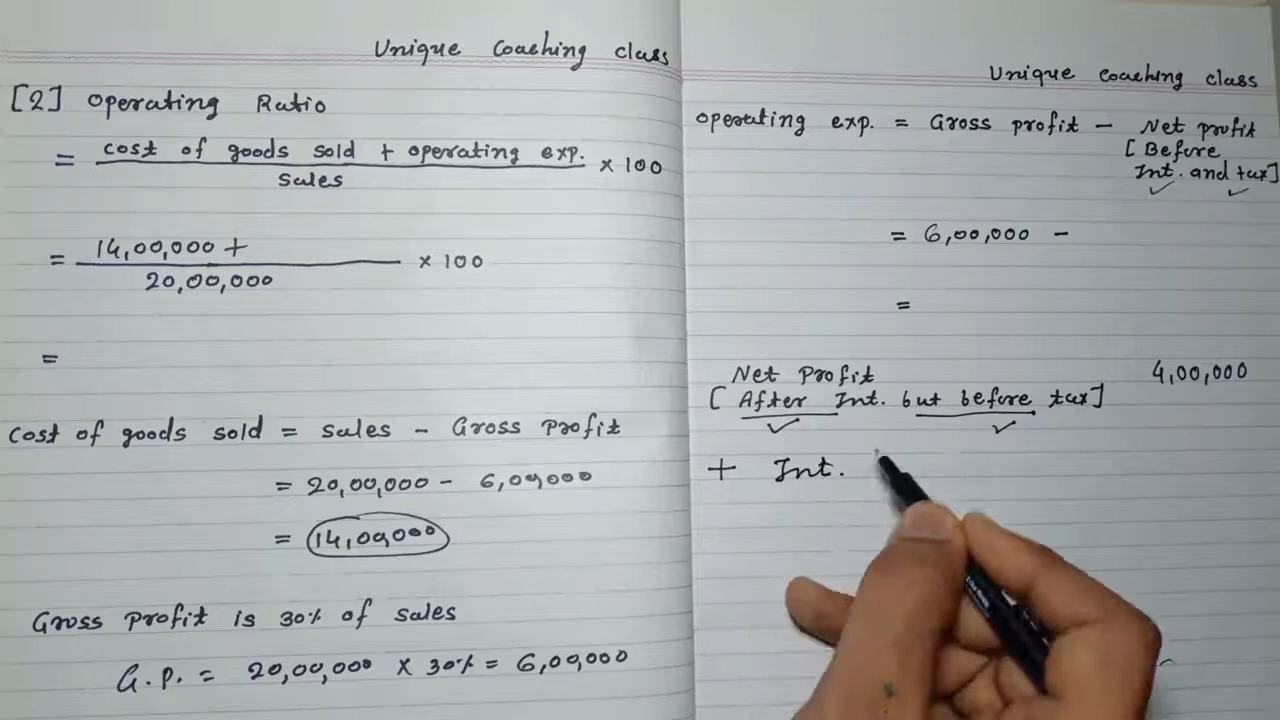 Unique Coaching Class
[2] Operating Ratio
= cost of goods sold + operating exp. × 100
sales
= 14,00,000 + × 100
20,00,000
=
Cost of goods sold = Sales - Gross Profit
= 20,00,000 - 6,00,000
= 14,00,000
Gross Profit is 30% of sales
G.P. = 20,00,000 × 30% = 6,00,000
Unique Coaching Class
Operating exp. = Gross profit - Net profit
[Before
Int. and tax]
= 6,00,000 -
=
Net Profit 4,00,000
[After Int. but before tax]
+ Int.